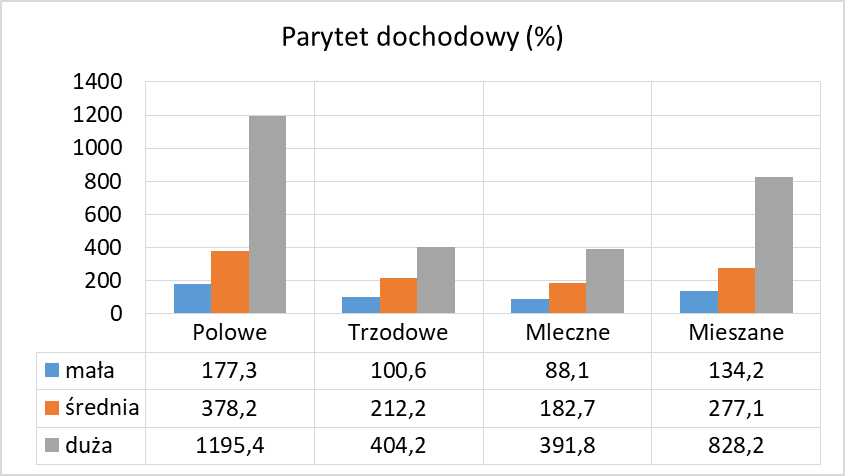 Parytet dochodowy (%)
1400
1200
1000
800
600
400
200
0
Polowe Trzodowe Mleczne Mieszane
mała 177,3 100,6 88,1 134,2
średnia 378,2 212,2 182,7 277,1
duża 1195,4 404,2 391,8 828,2